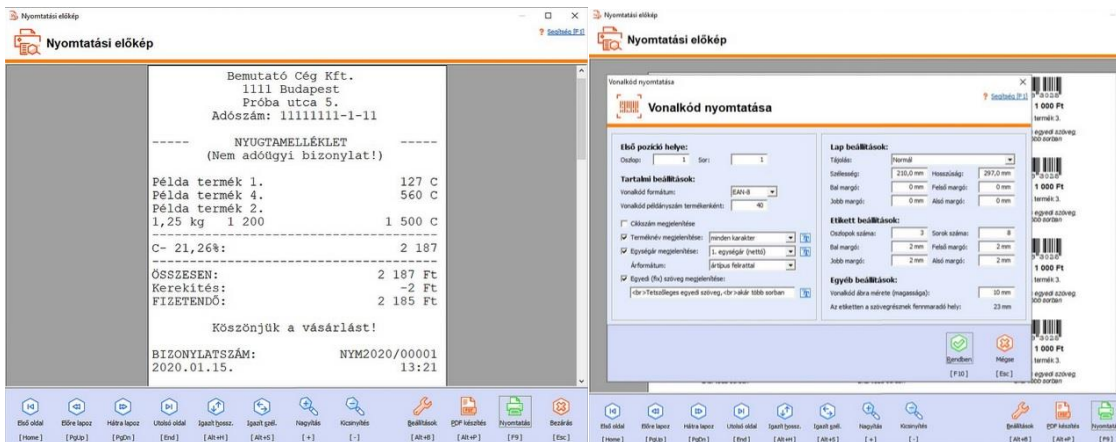 Nyomtatási előkép
? Segítség [F1]
Nyomtatási előkép
Bemutató Cég Kft.
1111 Budapest
Próba utca 5.
Adószám: 11111111-1-11
----- NYUGTAMELLÉKLET -----
(Nem adóügyi bizonylat!)
Példa termék 1. 127 C
Példa termék 4. 560 C
Példa termék 2.
1,25 kg 1 200 1 500 C
C- 21,26%: 2 187
ÖSSZESEN: 2 187 Ft
Kerekítés: -2 Ft
FIZETENDŐ: 2 185 Ft
Köszönjük a vásárlást!
BIZONYLATSZÁM: NYM2020/00001
2020.01.15. 13:21
Első oldal Előre lapoz Hátra lapoz Utolsó oldal Igazít hossz. Igazít szél. Nagyítás Kicsinyítés Beállítások PDF készítés Nyomtatás Bezárás
[Home] [PgUp] [PgDn] [End] [Alt+H] [Alt+S] [+] [-] [Alt+B] [Alt+P] [F9] [Esc]
Nyomtatási előkép
Nyomtatási előkép
Vonalkód nyomtatása
? Segítség [F1]
Vonalkód nyomtatása
Első pozíció helye:
Oszlop: 1 Sor: 1
Tartalmi beállítások:
Vonalkód formátum: EAN-8
Vonalkód példányszám termékenként: 40
Cikkszám megjelenítése
Terméknév megjelenítése: minden karakter
Egységár megjelenítése: 1. egységár (nettó)
Árformátum: ártípus felirattal
Egyedi (fix) szöveg megjelenítése:
<br>Tetszőleges egyedi szöveg,<br>akár több sorban
Lap beállítások:
Tájolás: Normál
Szélesség: 210,0 mm Hosszúság: 297,0 mm
Bal margó: 0 mm Felső margó: 0 mm
Jobb margó: 0 mm Alsó margó: 0 mm
Etikett beállítások:
Oszlopok száma: 3 Sorok száma: 8
Bal margó: 2 mm Felső margó: 2 mm
Jobb margó: 2 mm Alsó margó: 2 mm
Egyéb beállítások:
Vonalkód ábra mérete (magassága): 10 mm
Az etiketten a szövegrésznek fennmaradó hely: 23 mm
Rendben Mégse
[F10] [Esc]
1 000 Ft
termék 3.
egyedi szöveg
több sorban
1 000 Ft
termék 3.
egyedi szöveg
több sorban
1 000 Ft
termék 3.
egyedi szöveg
több sorban
1 000 Ft
termék 3.
egyedi szöveg
több sorban
Első oldal Előre lapoz Hátra lapoz Utolsó oldal Igazít hossz. Igazít szél. Nagyítás Kicsinyítés Beállítások PDF készítés Nyomtatás
[Home] [PgUp] [PgDn] [End] [Alt+H] [Alt+S] [+] [-] [Alt+B] [Alt+P] [F9]